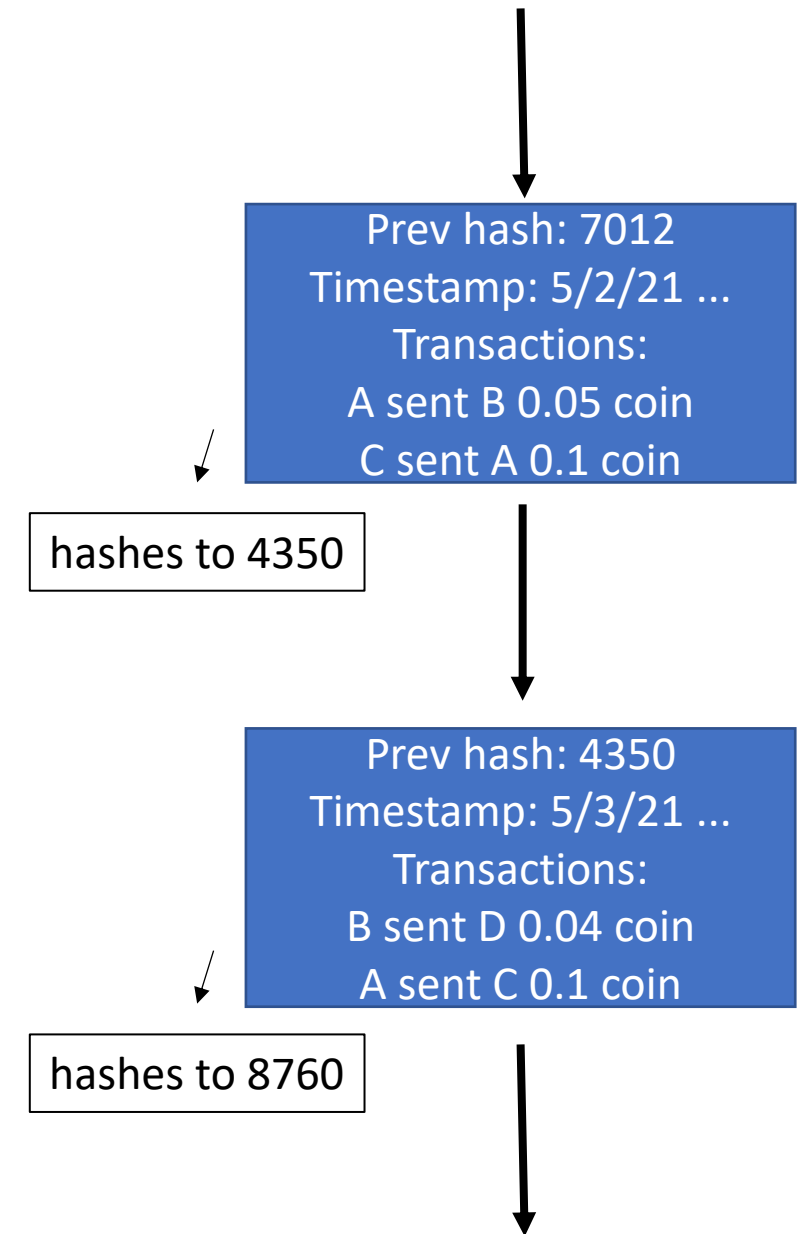 Prev hash: 7012
Timestamp: 5/2/21 ...
Transactions:
A sent B 0.05 coin
C sent A 0.1 coin
hashes to 4350
Prev hash: 4350
Timestamp: 5/3/21 ...
Transactions:
B sent D 0.04 coin
A sent C 0.1 coin
hashes to 8760